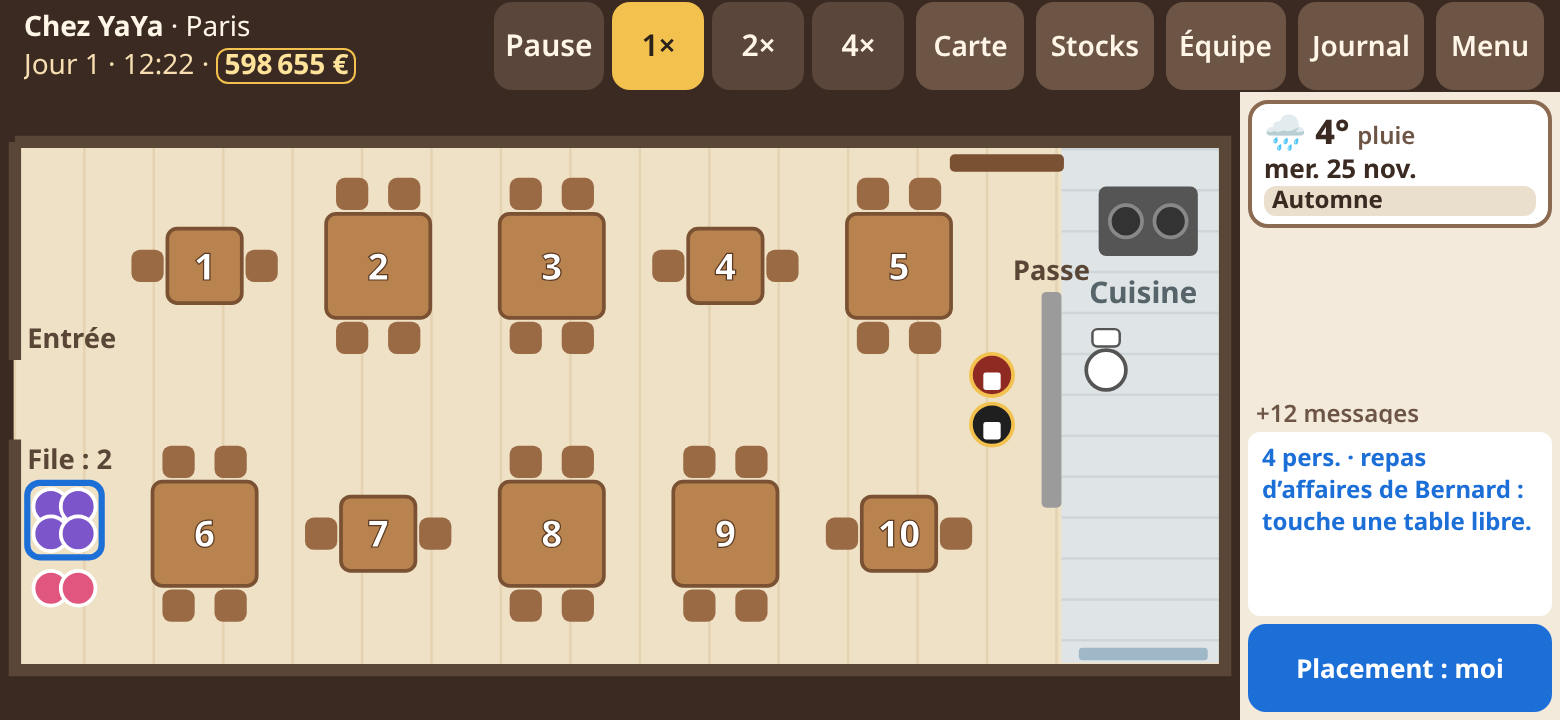 Chez YaYa · Paris
Jour 1 · 12:22 · 598 655 €
Pause
1×
2×
4×
Carte
Stocks
Équipe
Journal
Menu
4° pluie
mer. 25 nov.
Automne
1
2
3
4
5
Passe
Cuisine
Entrée
File : 2
6
7
8
9
10
+12 messages
4 pers. · repas
d’affaires de Bernard :
touche une table libre.
Placement : moi